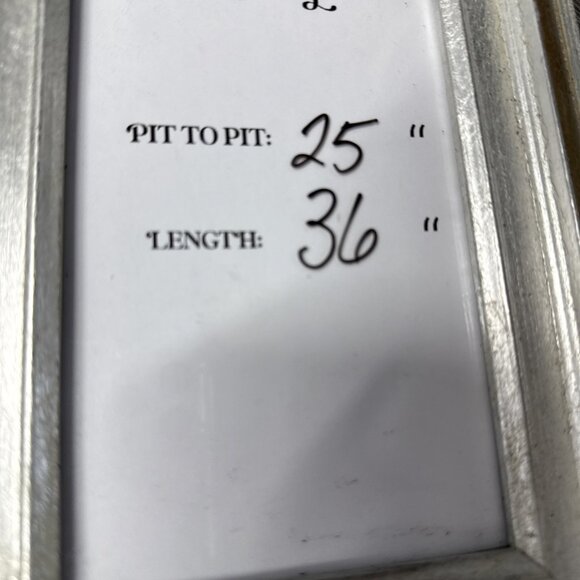 PIT TO PIT: 25 "
LENGTH: 36 "